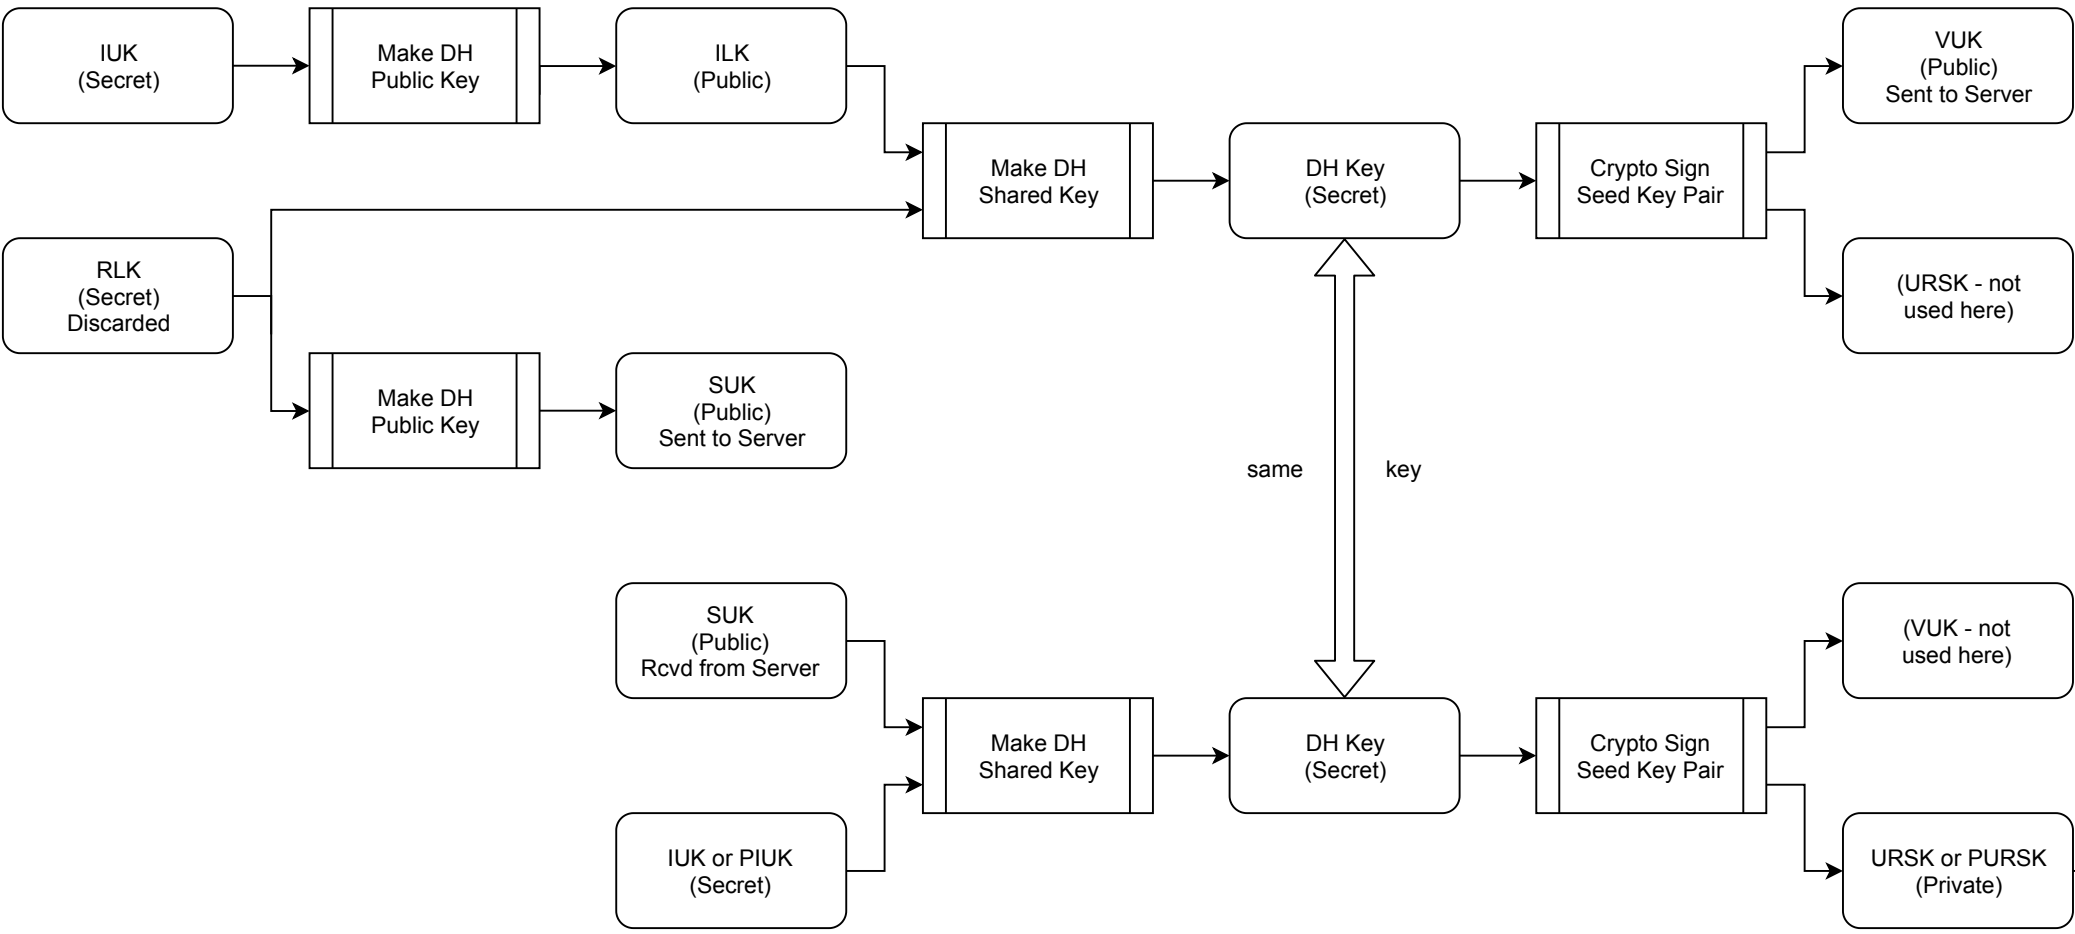 IUK
(Secret)
Make DH
Public Key
ILK
(Public)
VUK
(Public)
Sent to Server
Make DH
Shared Key
DH Key
(Secret)
Crypto Sign
Seed Key Pair
RLK
(Secret)
Discarded
(URSK - not
used here)
Make DH
Public Key
SUK
(Public)
Sent to Server
same
key
SUK
(Public)
Rcvd from Server
(VUK - not
used here)
Make DH
Shared Key
DH Key
(Secret)
Crypto Sign
Seed Key Pair
IUK or PIUK
(Secret)
URSK or PURSK
(Private)